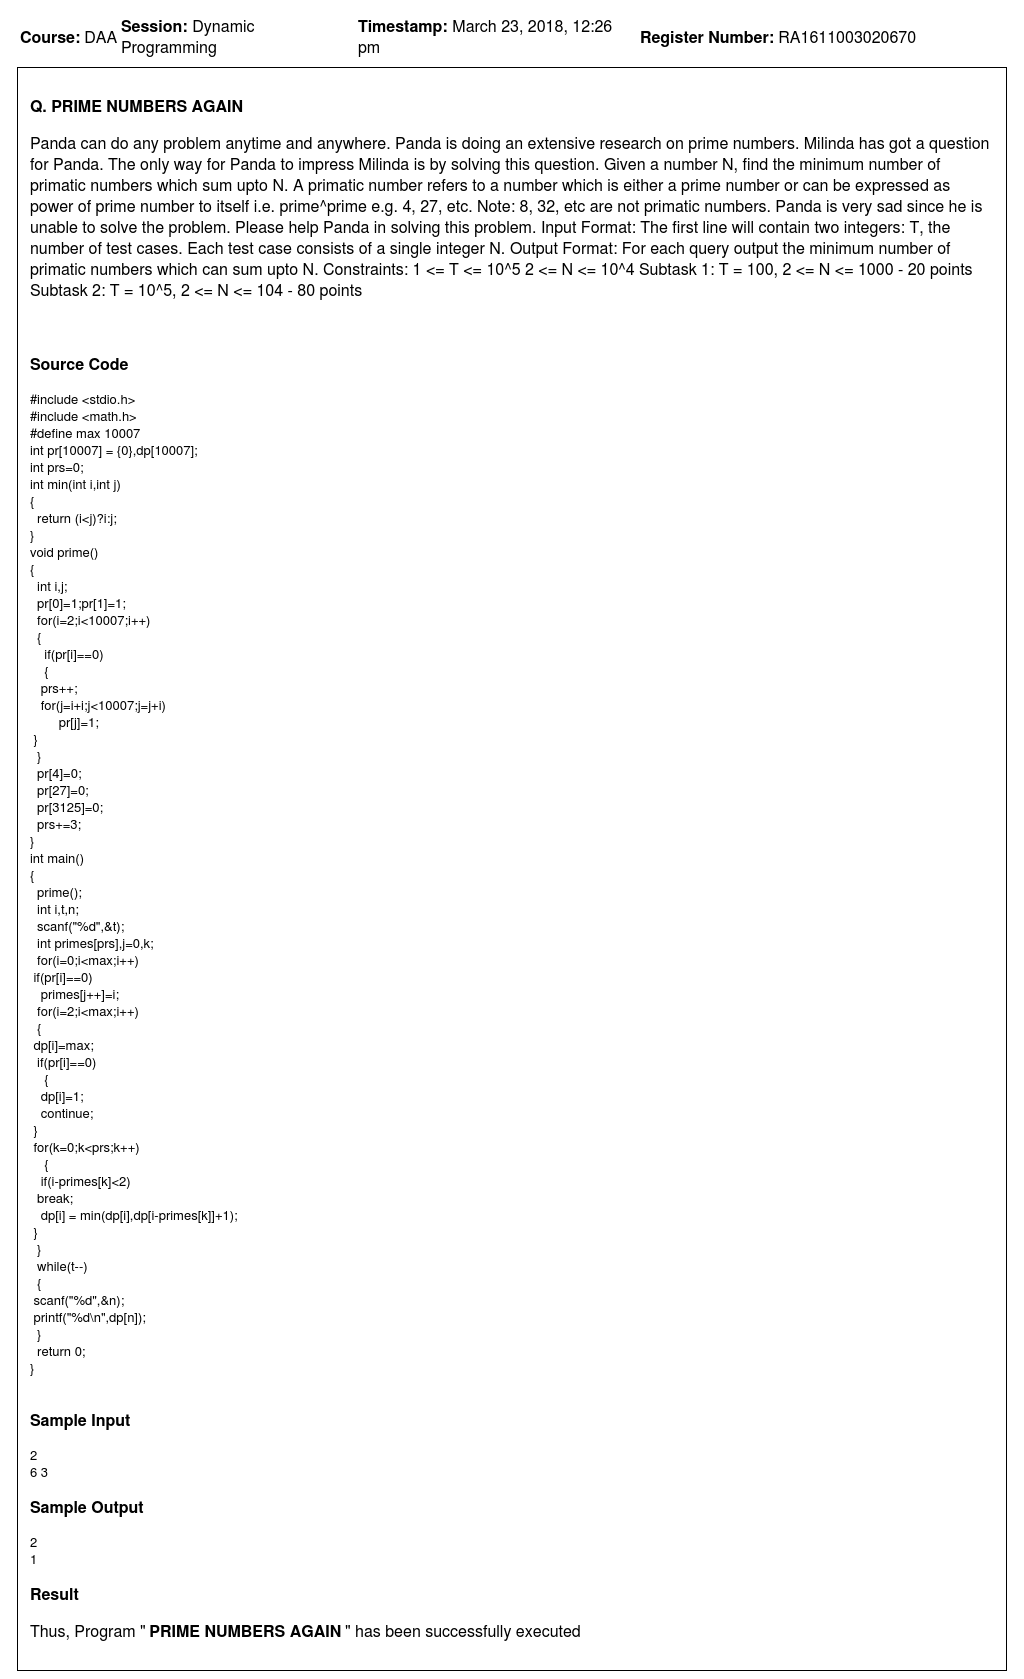 Course: DAA Session: Dynamic Programming Timestamp: March 23, 2018, 12:26 pm Register Number: RA1611003020670
Q. PRIME NUMBERS AGAIN
Panda can do any problem anytime and anywhere. Panda is doing an extensive research on prime numbers. Milinda has got a question
for Panda. The only way for Panda to impress Milinda is by solving this question. Given a number N, find the minimum number of
primatic numbers which sum upto N. A primatic number refers to a number which is either a prime number or can be expressed as
power of prime number to itself i.e. prime^prime e.g. 4, 27, etc. Note: 8, 32, etc are not primatic numbers. Panda is very sad since he is
unable to solve the problem. Please help Panda in solving this problem. Input Format: The first line will contain two integers: T, the
number of test cases. Each test case consists of a single integer N. Output Format: For each query output the minimum number of
primatic numbers which can sum upto N. Constraints: 1 <= T <= 10^5 2 <= N <= 10^4 Subtask 1: T = 100, 2 <= N <= 1000 - 20 points
Subtask 2: T = 10^5, 2 <= N <= 104 - 80 points
Source Code
#include <stdio.h>
#include <math.h>
#define max 10007
int pr[10007] = {0},dp[10007];
int prs=0;
int min(int i,int j)
{
return (i<j)?i:j;
}
void prime()
{
int i,j;
pr[0]=1;pr[1]=1;
for(i=2;i<10007;i++)
{
if(pr[i]==0)
{
prs++;
for(j=i+i;j<10007;j=j+i)
pr[j]=1;
}
}
pr[4]=0;
pr[27]=0;
pr[3125]=0;
prs+=3;
}
int main()
{
prime();
int i,t,n;
scanf("%d",&t);
int primes[prs],j=0,k;
for(i=0;i<max;i++)
if(pr[i]==0)
primes[j++]=i;
for(i=2;i<max;i++)
{
dp[i]=max;
if(pr[i]==0)
{
dp[i]=1;
continue;
}
for(k=0;k<prs;k++)
{
if(i-primes[k]<2)
break;
dp[i] = min(dp[i],dp[i-primes[k]]+1);
}
}
while(t--)
{
scanf("%d",&n);
printf("%d\n",dp[n]);
}
return 0;
}
Sample Input
2
6 3
Sample Output
2
1
Result
Thus, Program " PRIME NUMBERS AGAIN " has been successfully executed